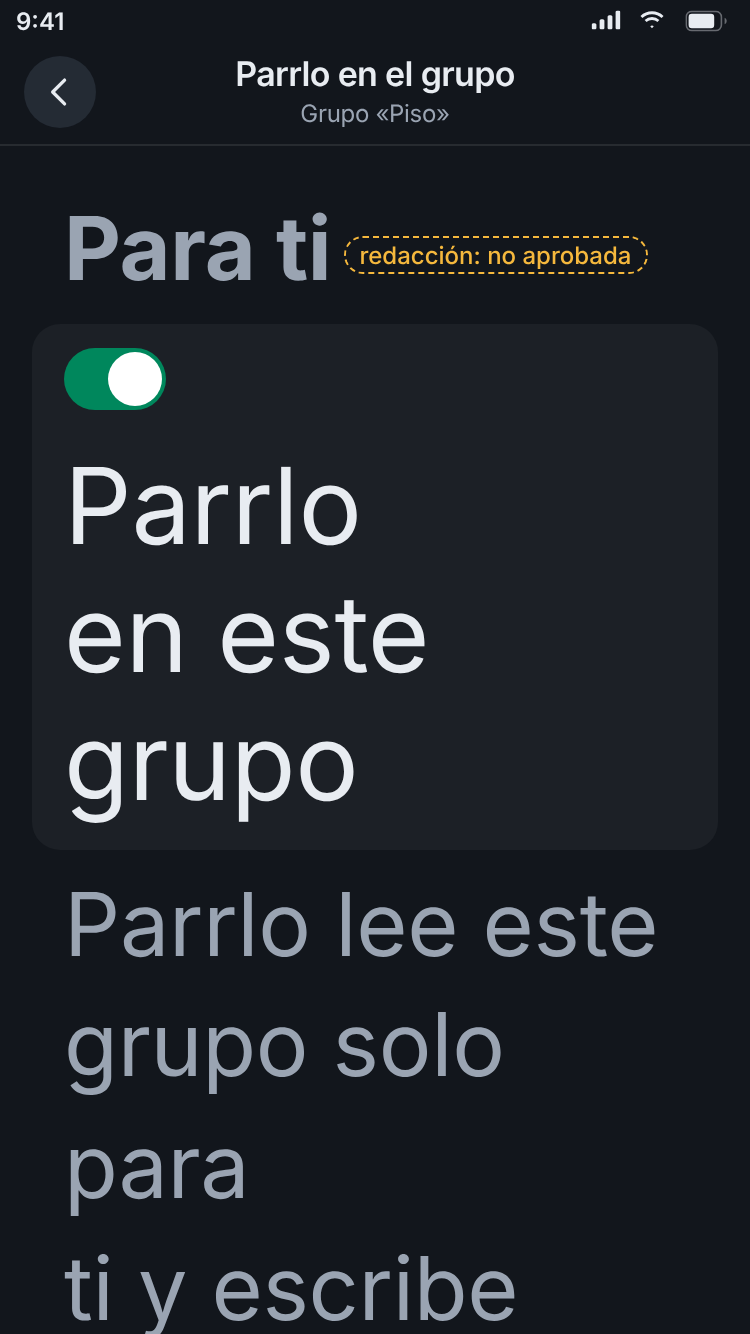 9:41
Parrlo en el grupo
Grupo «Piso»
Para ti redacción: no aprobada
Parrlo
en este
grupo
Parrlo lee este
grupo solo
para
ti y escribe